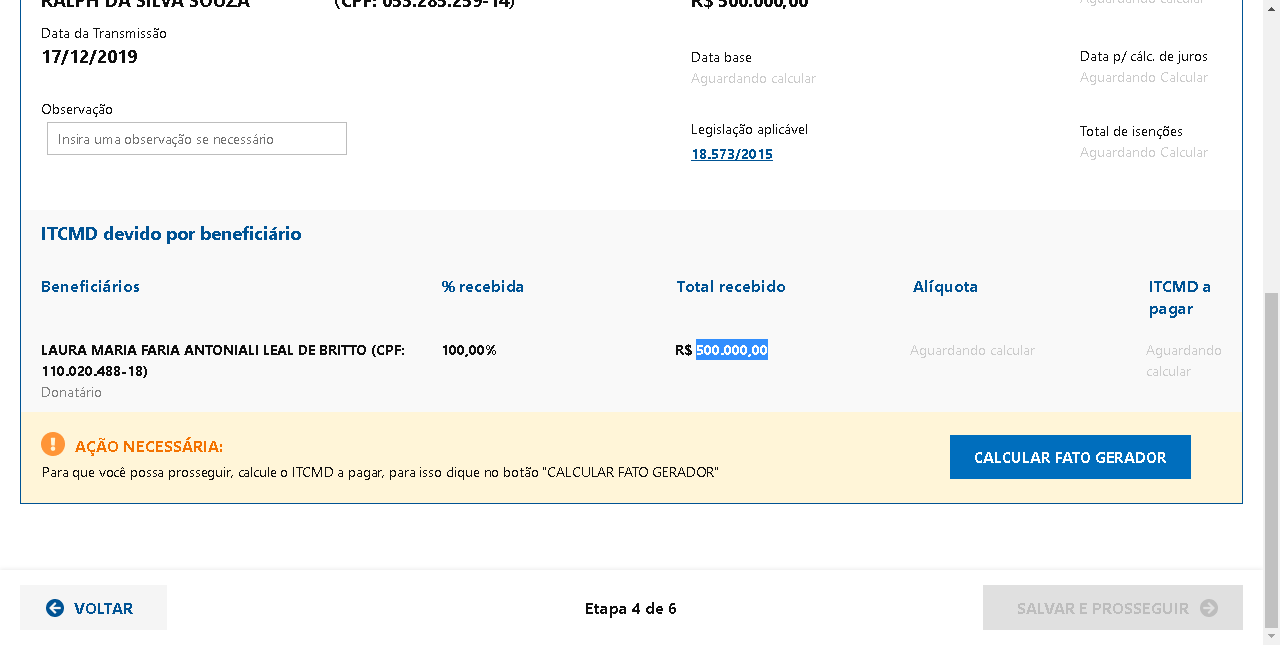 RALPH DA SILVA SOUZA (CPF: 053.285.259-14) R$ 500.000,00 Aguardando calcular
Data da Transmissão
17/12/2019
Data base Data p/ cálc. de juros
Aguardando calcular Aguardando Calcular
Observação
Insira uma observação se necessário
Legislação aplicável Total de isenções
18.573/2015 Aguardando Calcular
ITCMD devido por beneficiário
Beneficiários % recebida Total recebido Alíquota ITCMD a
pagar
LAURA MARIA FARIA ANTONIALI LEAL DE BRITTO (CPF: 100,00% R$ 500.000,00 Aguardando calcular Aguardando
110.020.488-18) calcular
Donatário
AÇÃO NECESSÁRIA:
Para que você possa prosseguir, calcule o ITCMD a pagar, para isso clique no botão "CALCULAR FATO GERADOR"
CALCULAR FATO GERADOR
VOLTAR Etapa 4 de 6 SALVAR E PROSSEGUIR